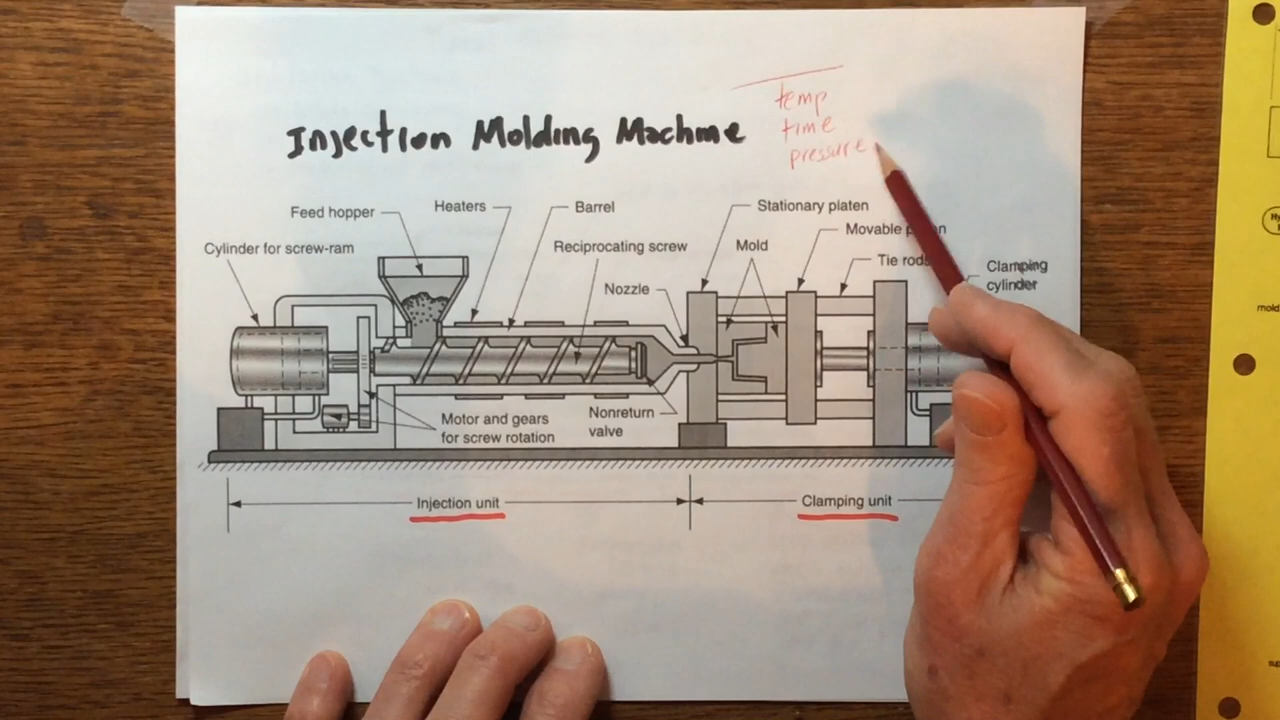 temp
time
pressure
Injection Molding Machine
Feed hopper
Heaters
Barrel
Stationary platen
Cylinder for screw-ram
Reciprocating screw
Mold
Movable
Tie rods
Clamping
cylinder
Nozzle
Motor and gears
for screw rotation
Nonreturn
valve
Injection unit
Clamping unit